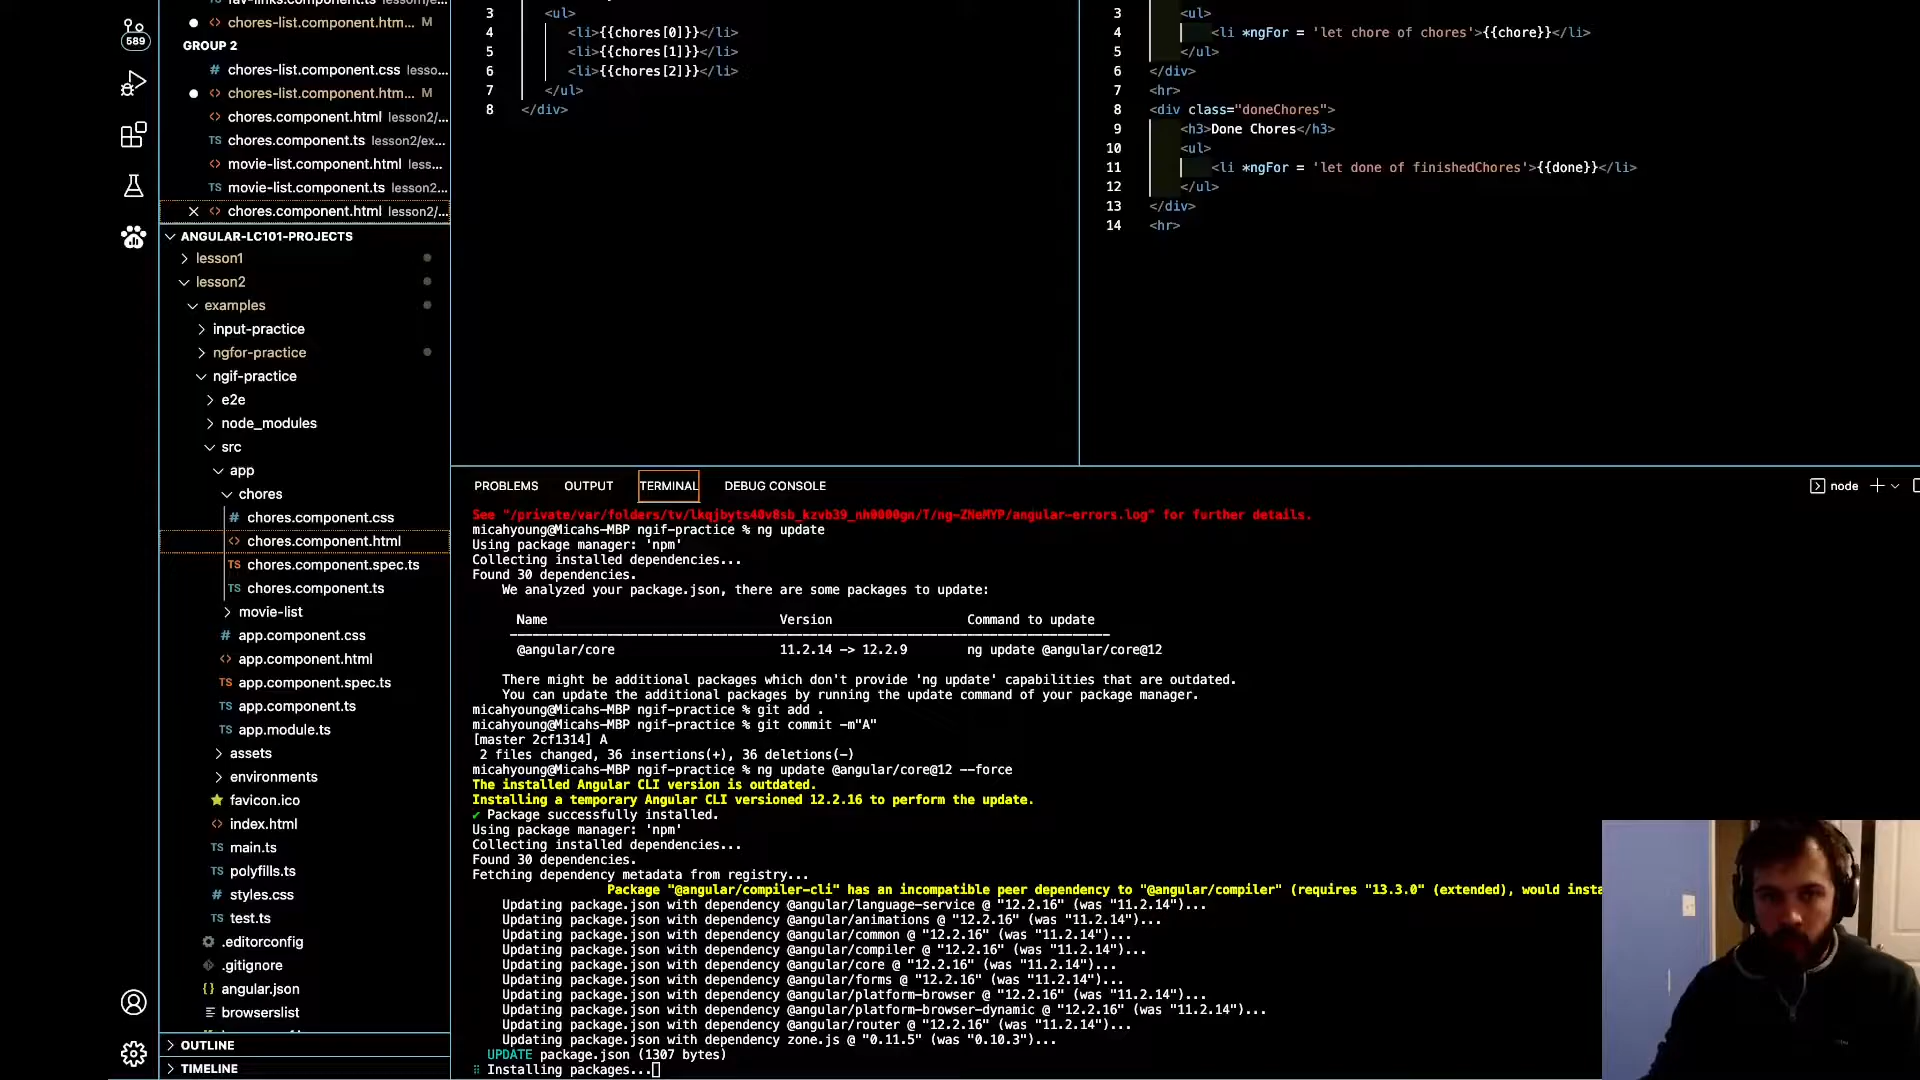 fav-links.component.ts lesson1/e...
chores-list.component.htm... M
GROUP 2
chores-list.component.css lesso...
chores-list.component.htm... M
chores.component.html lesson2/...
chores.component.ts lesson2/ex...
movie-list.component.html less...
movie-list.component.ts lesson2...
chores.component.html lesson2/...
589
ANGULAR-LC101-PROJECTS
lesson1
lesson2
examples
input-practice
ngfor-practice
ngif-practice
e2e
node_modules
src
app
chores
chores.component.css
chores.component.html
chores.component.spec.ts
chores.component.ts
movie-list
app.component.css
app.component.html
app.component.spec.ts
app.component.ts
app.module.ts
assets
environments
favicon.ico
index.html
main.ts
polyfills.ts
styles.css
test.ts
.editorconfig
.gitignore
angular.json
browserslist
OUTLINE
TIMELINE
3 <ul>
4 <li>{{chores[0]}}</li>
5 <li>{{chores[1]}}</li>
6 <li>{{chores[2]}}</li>
7 </ul>
8 </div>
3 <ul>
4 <li *ngFor = 'let chore of chores'>{{chore}}</li>
5 </ul>
6 </div>
7 <hr>
8 <div class="doneChores">
9 <h3>Done Chores</h3>
10 <ul>
11 <li *ngFor = 'let done of finishedChores'>{{done}}</li>
12 </ul>
13 </div>
14 <hr>
PROBLEMS OUTPUT TERMINAL DEBUG CONSOLE
node
See "/private/var/folders/tv/lkqjbyts40v8sb_kzvb39_nh0000gn/T/ng-ZNeMYP/angular-errors.log" for further details.
micahyoung@Micahs-MBP ngif-practice % ng update
Using package manager: 'npm'
Collecting installed dependencies...
Found 30 dependencies.
We analyzed your package.json, there are some packages to update:
Name Version Command to update
@angular/core 11.2.14 -> 12.2.9 ng update @angular/core@12
There might be additional packages which don't provide 'ng update' capabilities that are outdated.
You can update the additional packages by running the update command of your package manager.
micahyoung@Micahs-MBP ngif-practice % git add .
micahyoung@Micahs-MBP ngif-practice % git commit -m"A"
[master 2cf1314] A
2 files changed, 36 insertions(+), 36 deletions(-)
micahyoung@Micahs-MBP ngif-practice % ng update @angular/core@12 --force
The installed Angular CLI version is outdated.
Installing a temporary Angular CLI versioned 12.2.16 to perform the update.
✔ Package successfully installed.
Using package manager: 'npm'
Collecting installed dependencies...
Found 30 dependencies.
Fetching dependency metadata from registry...
Package "@angular/compiler-cli" has an incompatible peer dependency to "@angular/compiler" (requires "13.3.0" (extended), would insta
Updating package.json with dependency @angular/language-service @ "12.2.16" (was "11.2.14")...
Updating package.json with dependency @angular/animations @ "12.2.16" (was "11.2.14")...
Updating package.json with dependency @angular/common @ "12.2.16" (was "11.2.14")...
Updating package.json with dependency @angular/compiler @ "12.2.16" (was "11.2.14")...
Updating package.json with dependency @angular/core @ "12.2.16" (was "11.2.14")...
Updating package.json with dependency @angular/forms @ "12.2.16" (was "11.2.14")...
Updating package.json with dependency @angular/platform-browser @ "12.2.16" (was "11.2.14")...
Updating package.json with dependency @angular/platform-browser-dynamic @ "12.2.16" (was "11.2.14")...
Updating package.json with dependency @angular/router @ "12.2.16" (was "11.2.14")...
Updating package.json with dependency zone.js @ "0.11.5" (was "0.10.3")...
UPDATE package.json (1307 bytes)
Installing packages...